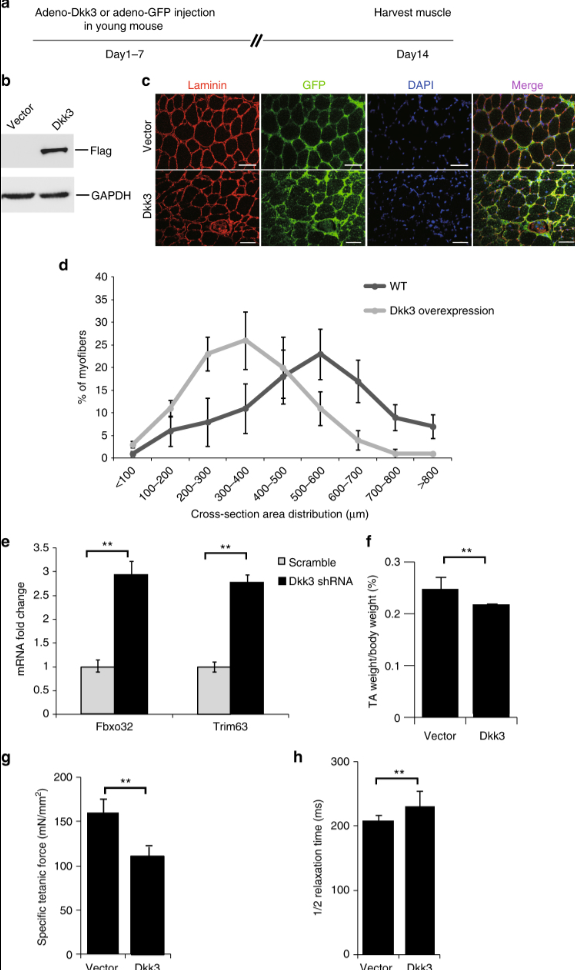 a
Adeno-Dkk3 or adeno-GFP injection
in young mouse
Harvest muscle
Day1–7
Day14
b
Vector
Dkk3
Flag
GAPDH
c
Laminin
GFP
DAPI
Merge
Vector
Dkk3
d
40
35
30
25
20
15
10
5
0
% of myofibers
WT
Dkk3 overexpression
<100
100–200
200–300
300–400
400–500
500–600
600–700
700–800
>800
Cross-section area distribution (μm)
e
3.5
3
2.5
2
1.5
1
0.5
0
mRNA fold change
**
**
Scramble
Dkk3 shRNA
Fbxo32
Trim63
f
0.3
0.2
0.1
0
TA weight/body weight (%)
**
Vector
Dkk3
g
200
150
100
50
0
Specific tetanic force (mN/mm²)
**
Vector
Dkk3
h
300
200
100
0
1/2 relaxation time (ms)
**
Vector
Dkk3